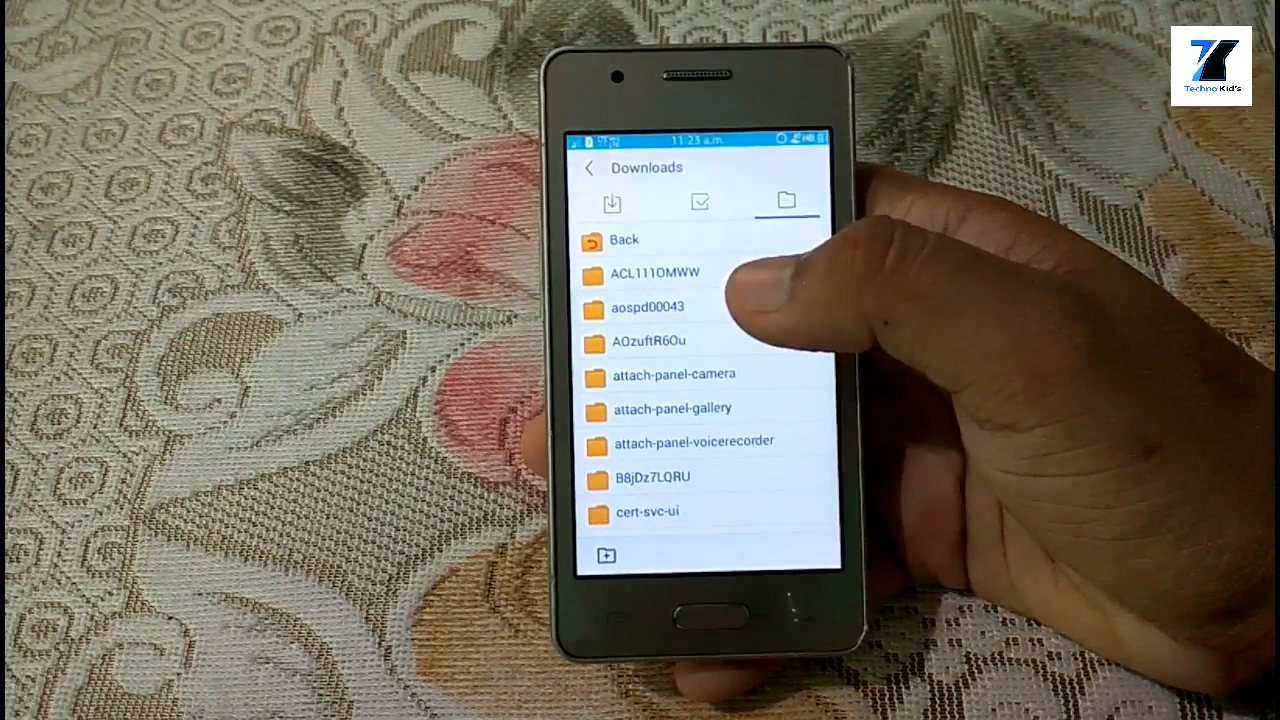 Techno Kid's
11:23 a.m.
Downloads
Back
ACL111OMWW
aospd00043
AOzuftR6Ou
attach-panel-camera
attach-panel-gallery
attach-panel-voicerecorder
B8jDz7LQRU
cert-svc-ui